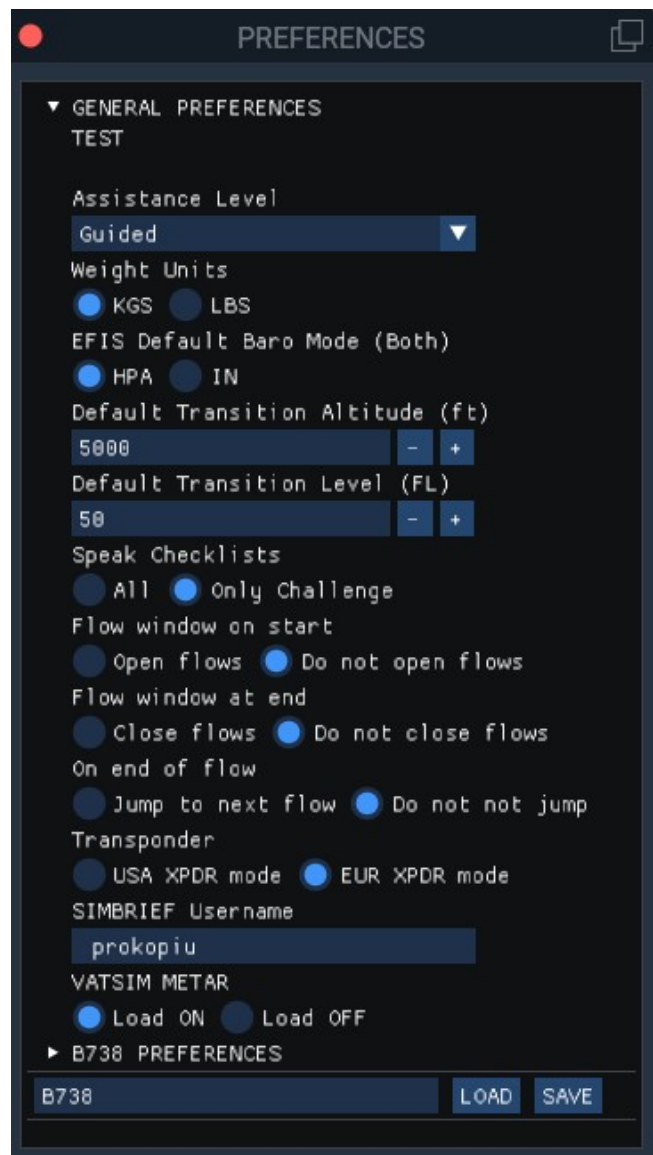 PREFERENCES
GENERAL PREFERENCES
TEST
Assistance Level
Guided
Weight Units
KGS LBS
EFIS Default Baro Mode (Both)
HPA IN
Default Transition Altitude (ft)
5000 - +
Default Transition Level (FL)
50 - +
Speak Checklists
All Only Challenge
Flow window on start
Open flows Do not open flows
Flow window at end
Close flows Do not close flows
On end of flow
Jump to next flow Do not not jump
Transponder
USA XPDR mode EUR XPDR mode
SIMBRIEF Username
prokopiu
VATSIM METAR
Load ON Load OFF
B738 PREFERENCES
B738 LOAD SAVE